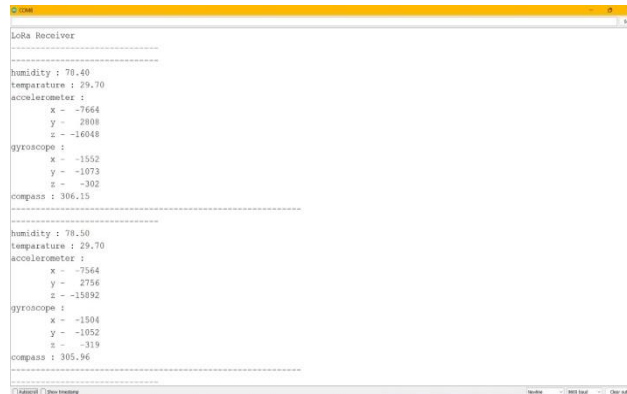 COM8
LoRa Receiver
------------------------------
------------------------------
humidity : 78.40
temparature : 29.70
accelerometer :
x - -7664
y - 2808
z - -16048
gyroscope :
x - -1552
y - -1073
z - -302
compass : 306.15
-----------------------------------------------------------
------------------------------
humidity : 78.50
temparature : 29.70
accelerometer :
x - -7564
y - 2756
z - -15892
gyroscope :
x - -1504
y - -1052
z - -319
compass : 305.96
-----------------------------------------------------------
------------------------------
Autoscroll Show timestamp Newline baud Clear